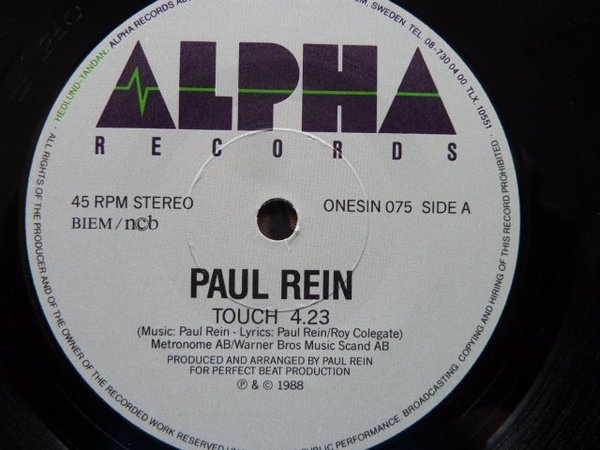 ALPHA
RECORDS
45 RPM STEREO
BIEM/ncb
ONESIN 075 SIDE A
PAUL REIN
TOUCH 4.23
(Music: Paul Rein - Lyrics: Paul Rein/Roy Colegate)
Metronome AB/Warner Bros Music Scand AB
PRODUCED AND ARRANGED BY PAUL REIN
FOR PERFECT BEAT PRODUCTION
℗ & © 1988
HEDLUND-TANDAN · ALPHA RECORDS
SWEDEN TEL. 08-730 04 00. TLX 10551
ALL RIGHTS OF THE PRODUCER AND OF THE OWNER OF THE RECORDED WORK RESERVED
PUBLIC PERFORMANCE, BROADCASTING, COPYING AND HIRING OF THIS RECORD PROHIBITED.